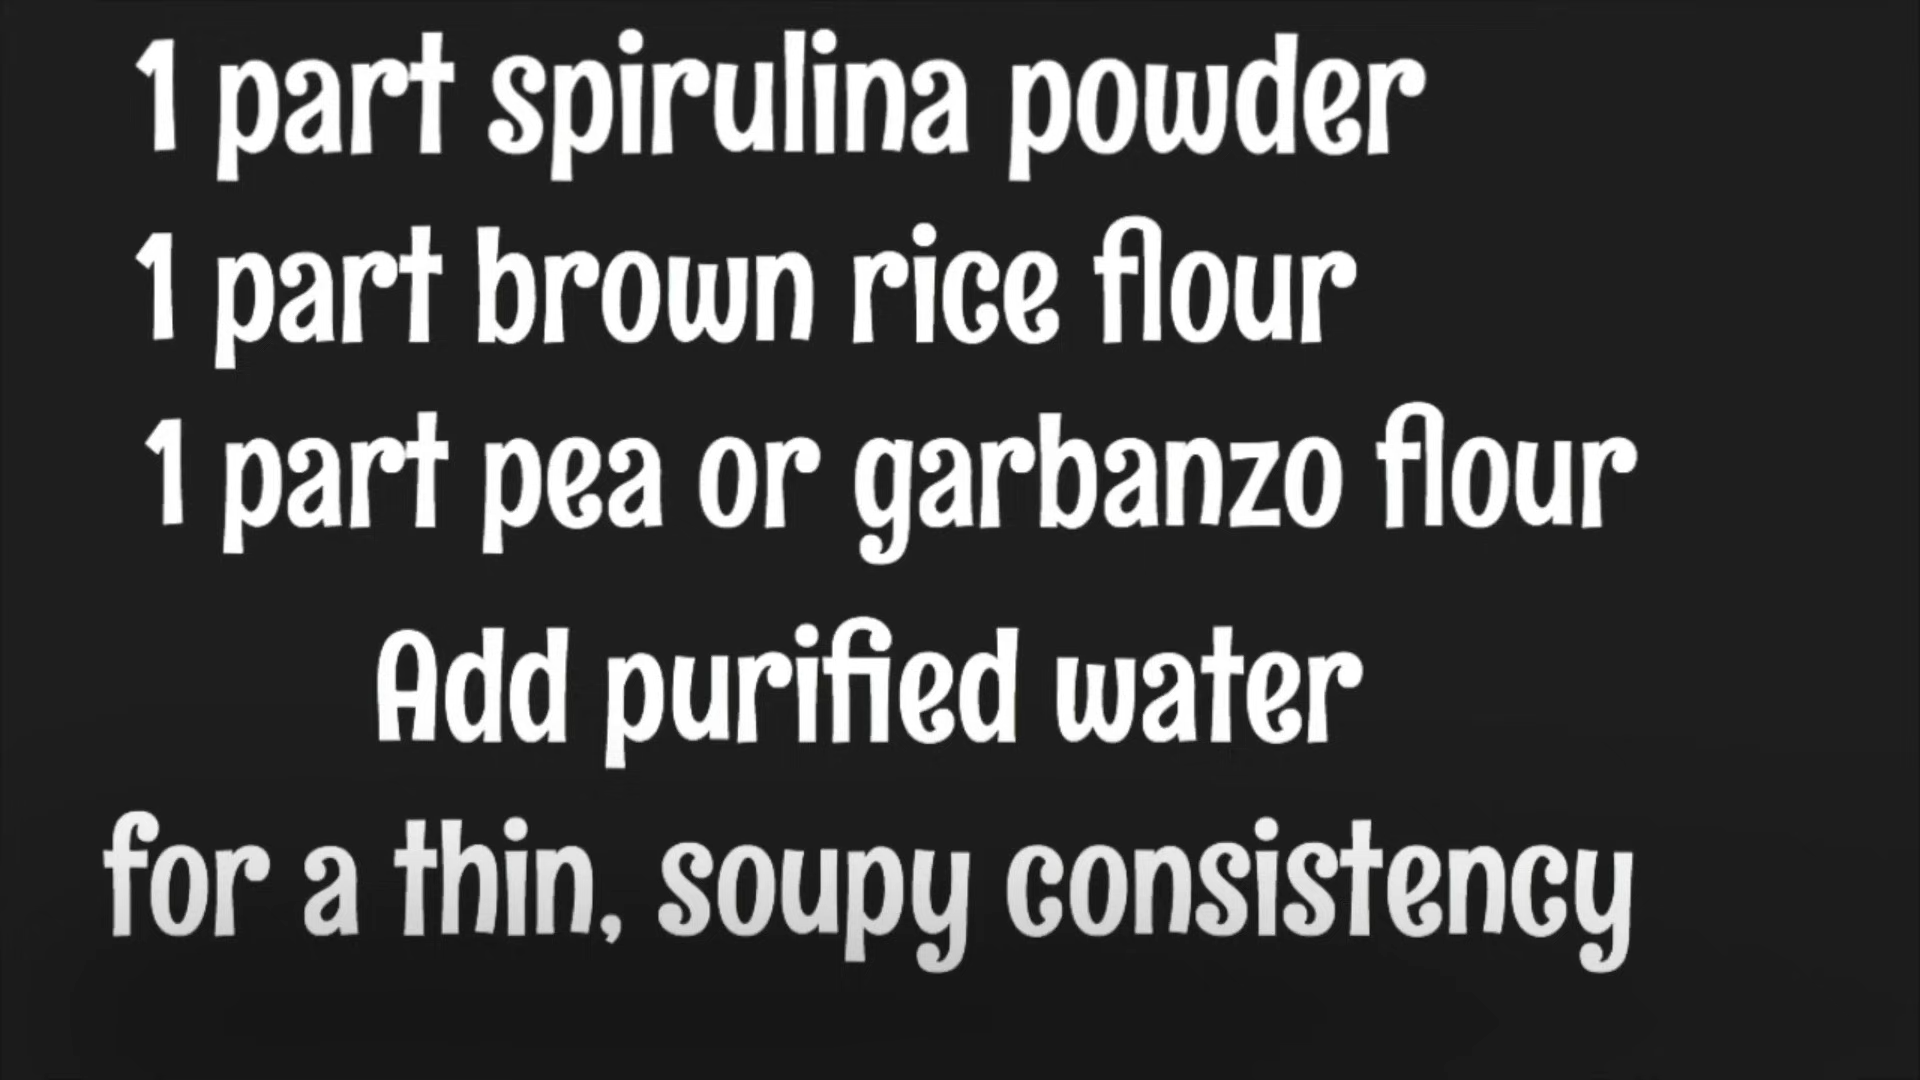 1 part spirulina powder
1 part brown rice flour
1 part pea or garbanzo flour
Add purified water
for a thin, soupy consistency